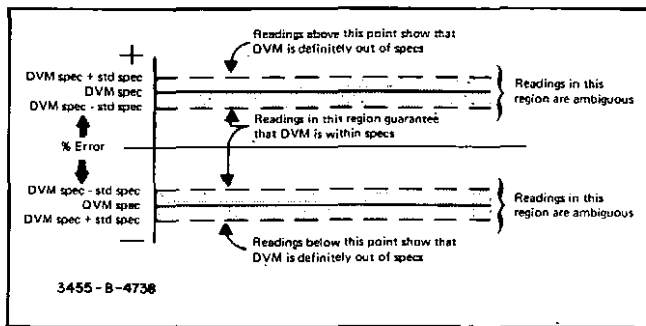 Readings above this point show that
DVM is definitely out of specs
+
DVM spec + std spec
DVM spec
DVM spec - std spec
Readings in this
region are ambiguous
Readings in this region guarantee
that DVM is within specs
% Error
DVM spec - std spec
DVM spec
DVM spec + std spec
Readings in this
region are ambiguous
—
Readings below this point show that
DVM is definitely out of specs
3455-B-4738